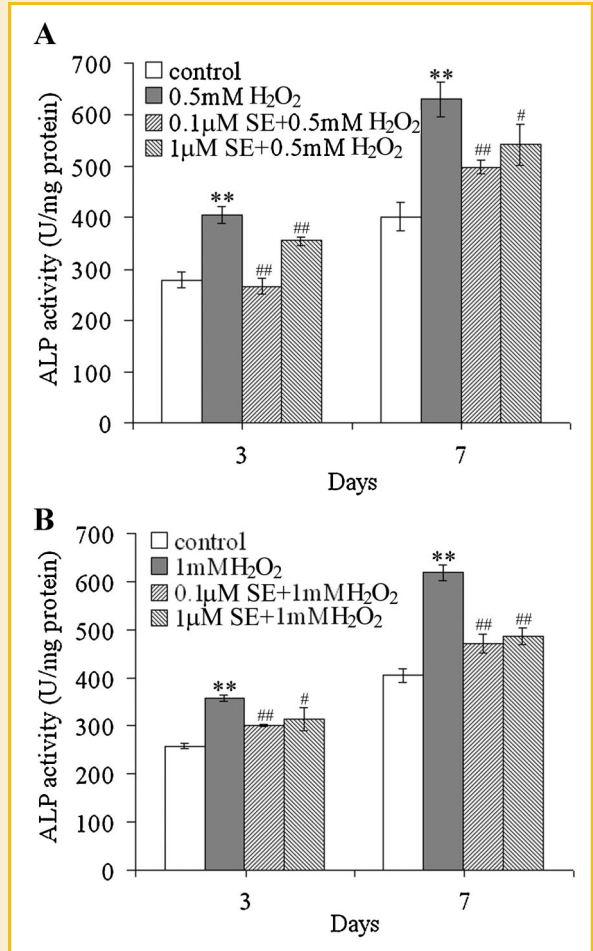 A
700
600
500
400
300
200
100
0
ALP activity (U/mg protein)
control
0.5mM H₂O₂
0.1μM SE+0.5mM H₂O₂
1μM SE+0.5mM H₂O₂
**
##
##
**
##
#
3
7
Days
B
700
600
500
400
300
200
100
0
ALP activity (U/mg protein)
control
1mMH₂O₂
0.1μM SE+1mMH₂O₂
1μM SE+1mMH₂O₂
**
##
#
**
##
##
3
7
Days